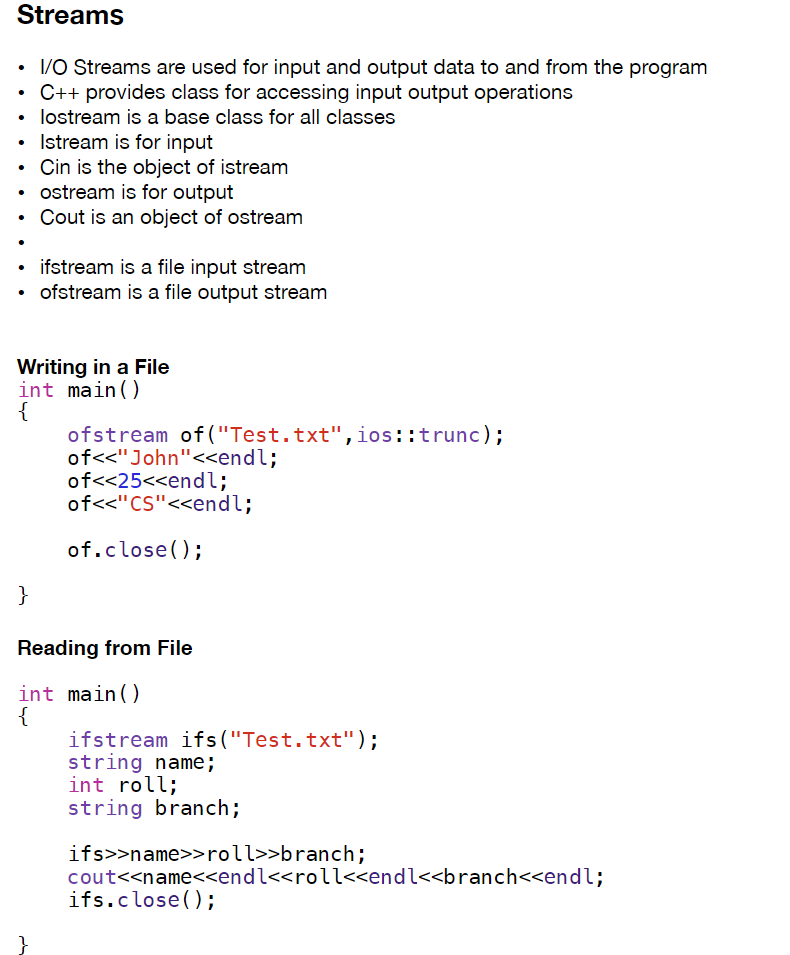 Streams
• I/O Streams are used for input and output data to and from the program
• C++ provides class for accessing input output operations
• Iostream is a base class for all classes
• Istream is for input
• Cin is the object of istream
• ostream is for output
• Cout is an object of ostream
•
• ifstream is a file input stream
• ofstream is a file output stream
Writing in a File
int main()
{
    ofstream of("Test.txt",ios::trunc);
    of<<"John"<<endl;
    of<<25<<endl;
    of<<"CS"<<endl;
    of.close();
}
Reading from File
int main()
{
    ifstream ifs("Test.txt");
    string name;
    int roll;
    string branch;
    ifs>>name>>roll>>branch;
    cout<<name<<endl<<roll<<endl<<branch<<endl;
    ifs.close();
}